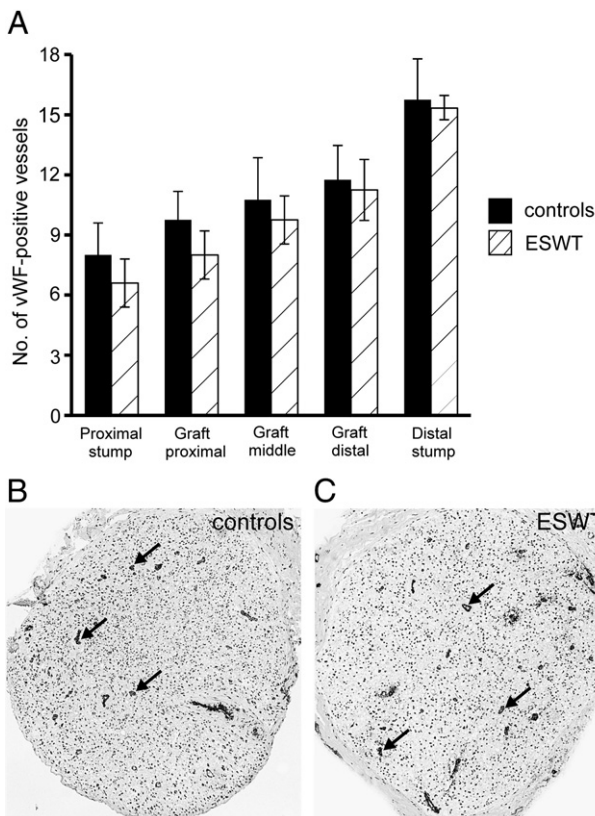 A
18
15
12
9
6
3
0
No. of vWF-positive vessels
controls
ESWT
Proximal stump
Graft proximal
Graft middle
Graft distal
Distal stump
B
controls
C
ESWT